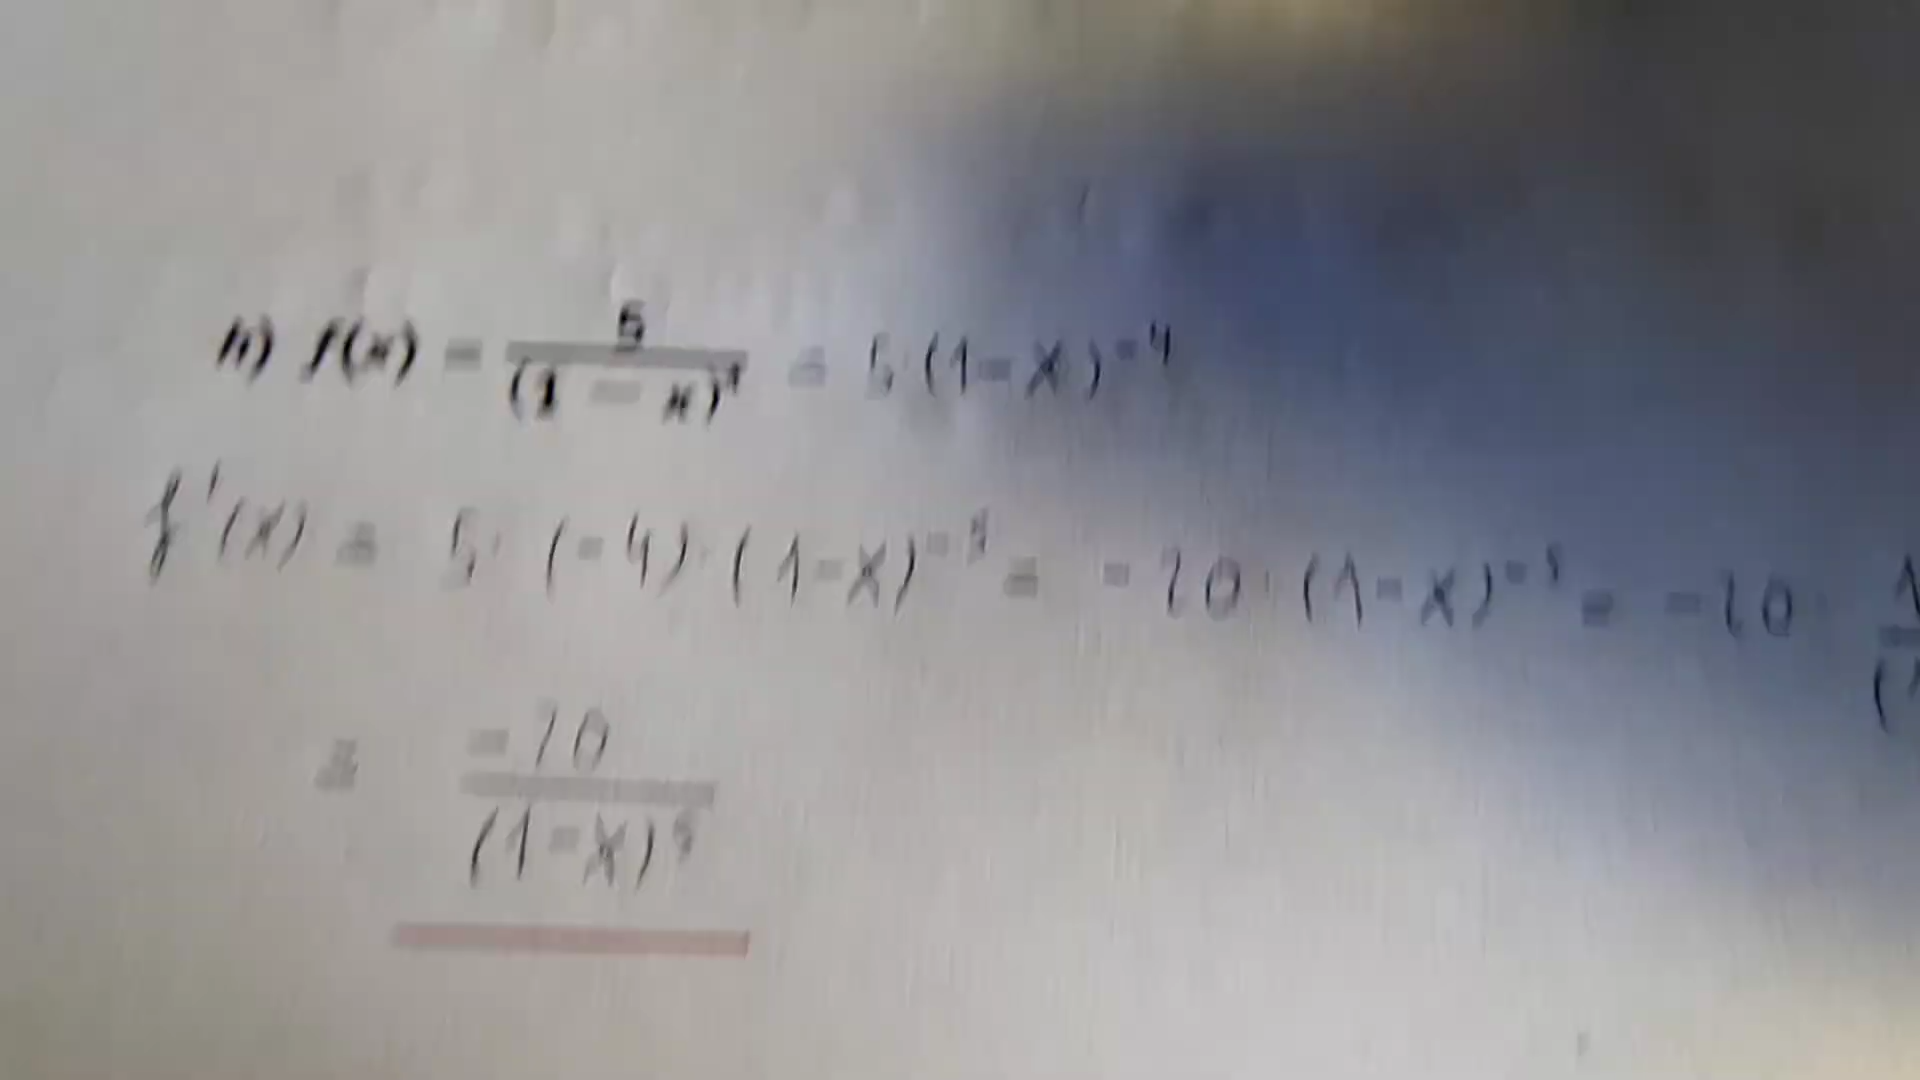 h) f(x) = 5/(1 - x)⁴ = 5·(1-x)⁻⁴
f'(x) = 5·(-4)·(1-x)⁻⁵ = -20·(1-x)⁻⁵ = -20·
= -20/(1-x)⁵